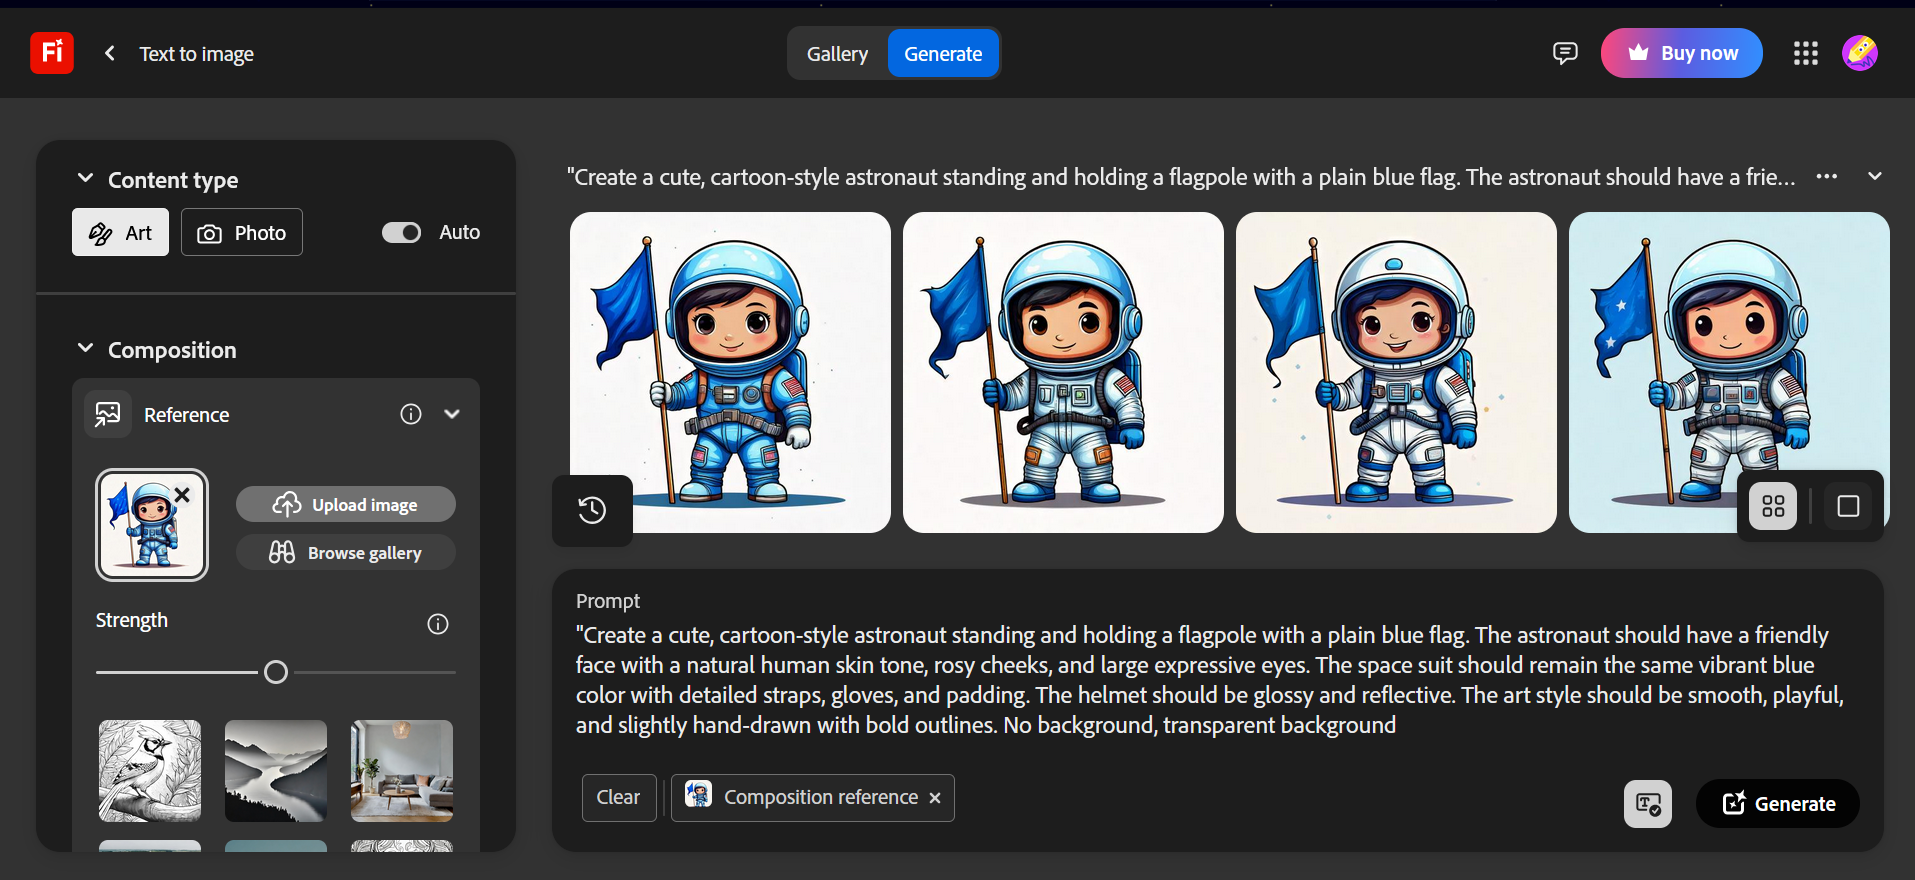 Fi
Text to image
Gallery
Generate
Buy now
Content type
Art
Photo
Auto
Composition
Reference
Upload image
Browse gallery
Strength
"Create a cute, cartoon-style astronaut standing and holding a flagpole with a plain blue flag. The astronaut should have a frie...
Prompt
"Create a cute, cartoon-style astronaut standing and holding a flagpole with a plain blue flag. The astronaut should have a friendly
face with a natural human skin tone, rosy cheeks, and large expressive eyes. The space suit should remain the same vibrant blue
color with detailed straps, gloves, and padding. The helmet should be glossy and reflective. The art style should be smooth, playful,
and slightly hand-drawn with bold outlines. No background, transparent background
Clear
Composition reference
Generate